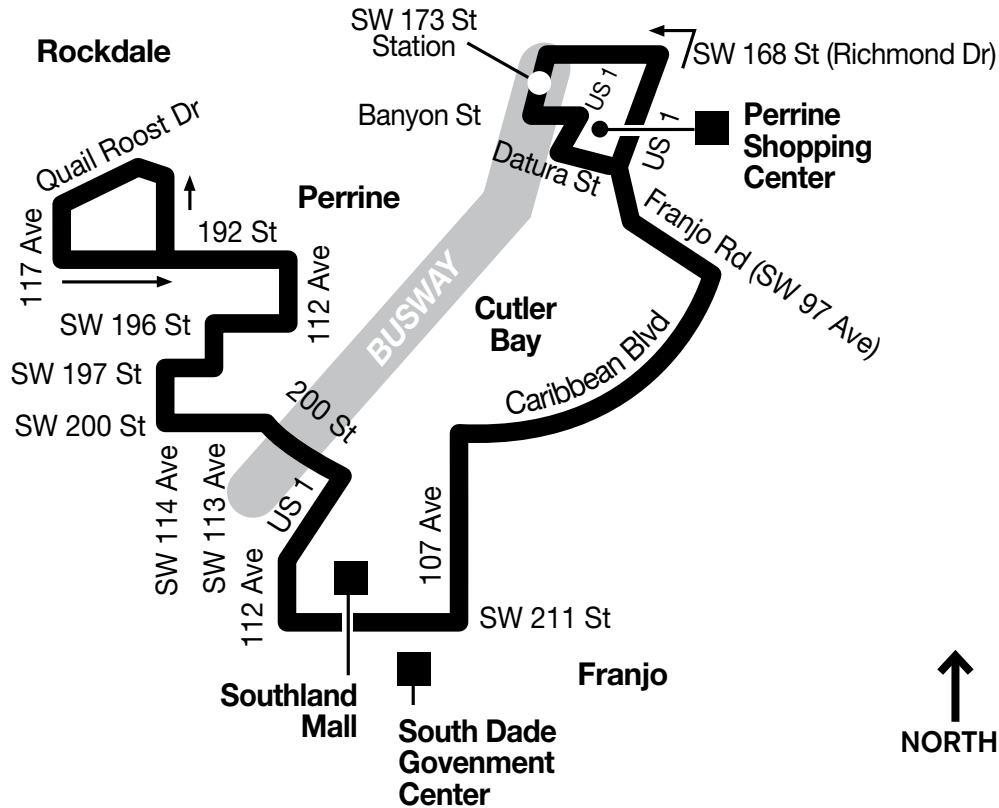 SW 173 St
Station
Rockdale
SW 168 St (Richmond Dr)
US 1
Banyon St
Perrine
Shopping
Center
US 1
Datura St
Quail Roost Dr
Perrine
Franjo Rd (SW 97 Ave)
192 St
117 Ave
112 Ave
BUSWAY
Cutler
Bay
SW 196 St
Caribbean Blvd
SW 197 St
200 St
SW 200 St
SW 114 Ave
SW 113 Ave
US 1
107 Ave
112 Ave
SW 211 St
Franjo
Southland
Mall
South Dade
Govenment
Center
NORTH